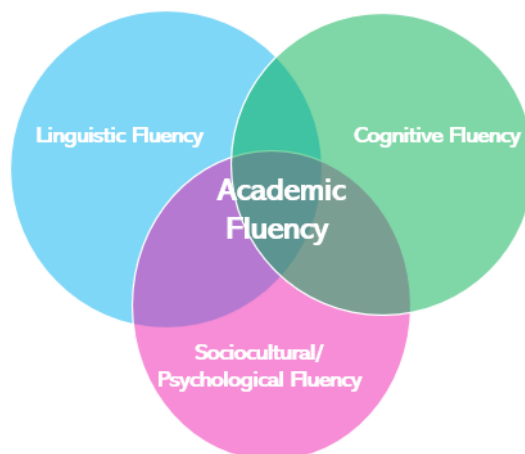 Linguistic Fluency
Cognitive Fluency
Academic
Fluency
Sociocultural/
Psychological Fluency